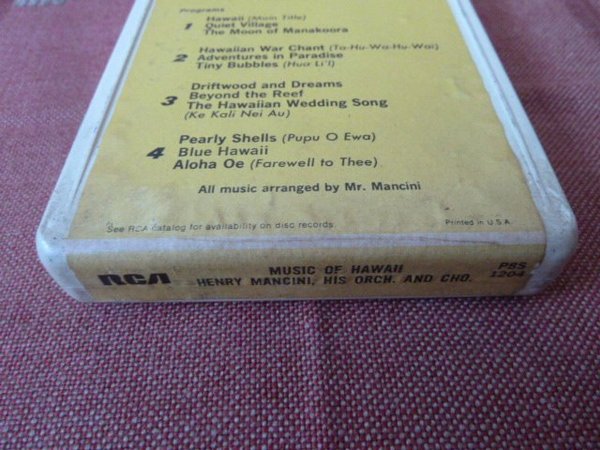 Programs
Hawaii (Main Title)
1 Quiet Village
The Moon of Manakoora
Hawaiian War Chant (Ta-Hu-Wa-Hu-Wai)
2 Adventures in Paradise
Tiny Bubbles (Hua Li'l)
Driftwood and Dreams
Beyond the Reef
3 The Hawaiian Wedding Song
(Ke Kali Nei Au)
Pearly Shells (Pupu O Ewa)
4 Blue Hawaii
Aloha Oe (Farewell to Thee)
All music arranged by Mr. Mancini
See RCA catalog for availability on disc records
Printed in U.S.A.
RCA
MUSIC OF HAWAII
HENRY MANCINI, HIS ORCH. AND CHO.
P8S
1204